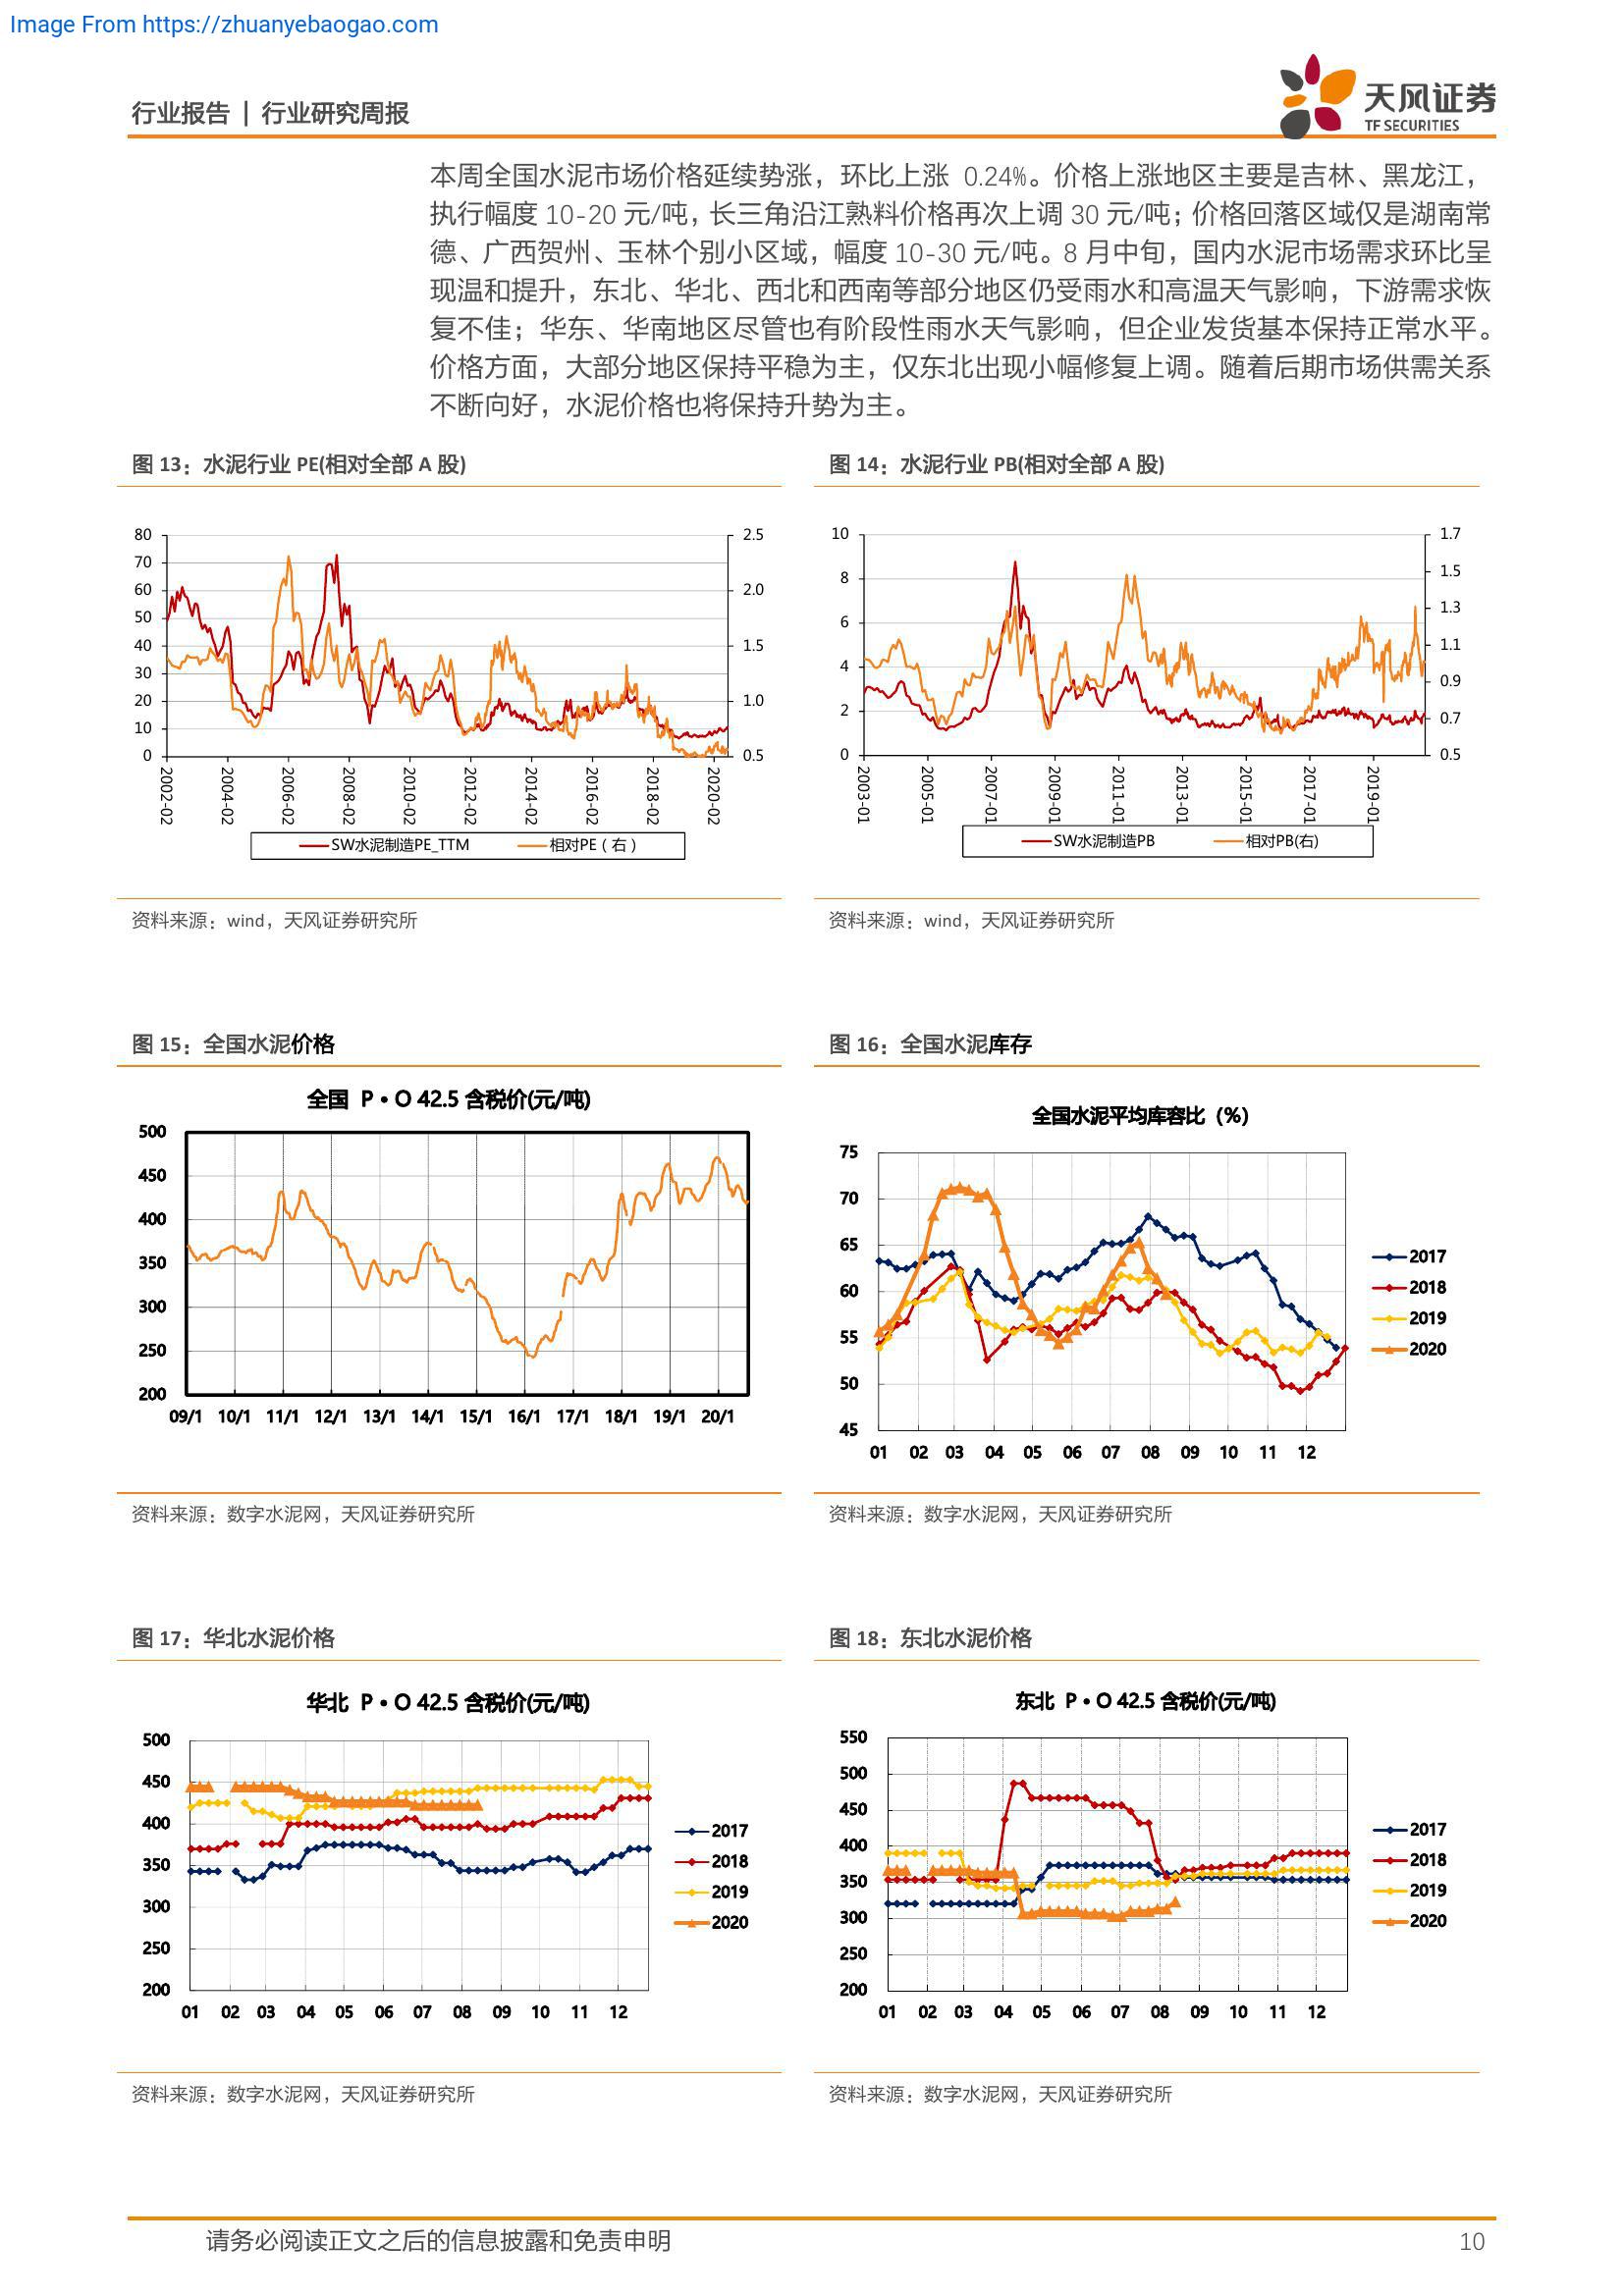 Image From https://zhuanyebaogao.com
行业报告 | 行业研究周报
天风证券
TF SECURITIES
本周全国水泥市场价格延续势涨，环比上涨 0.24%。价格上涨地区主要是吉林、黑龙江，
执行幅度 10-20 元/吨，长三角沿江熟料价格再次上调 30 元/吨；价格回落区域仅是湖南常
德、广西贺州、玉林个别小区域，幅度 10-30 元/吨。8 月中旬，国内水泥市场需求环比呈
现温和提升，东北、华北、西北和西南等部分地区仍受雨水和高温天气影响，下游需求恢
复不佳；华东、华南地区尽管也有阶段性雨水天气影响，但企业发货基本保持正常水平。
价格方面，大部分地区保持平稳为主，仅东北出现小幅修复上调。随着后期市场供需关系
不断向好，水泥价格也将保持升势为主。
图 13：水泥行业 PE(相对全部 A 股)
80
70
60
50
40
30
20
10
0
2.5
2.0
1.5
1.0
0.5
2002-02
2004-02
2006-02
2008-02
2010-02
2012-02
2014-02
2016-02
2018-02
2020-02
SW水泥制造PE_TTM
相对PE（右）
资料来源：wind，天风证券研究所
图 14：水泥行业 PB(相对全部 A 股)
10
8
6
4
2
0
1.7
1.5
1.3
1.1
0.9
0.7
0.5
2003-01
2005-01
2007-01
2009-01
2011-01
2013-01
2015-01
2017-01
2019-01
SW水泥制造PB
相对PB(右)
资料来源：wind，天风证券研究所
图 15：全国水泥价格
全国 P·O 42.5 含税价(元/吨)
500
450
400
350
300
250
200
09/1 10/1 11/1 12/1 13/1 14/1 15/1 16/1 17/1 18/1 19/1 20/1
资料来源：数字水泥网，天风证券研究所
图 16：全国水泥库存
全国水泥平均库容比（%）
75
70
65
60
55
50
45
01 02 03 04 05 06 07 08 09 10 11 12
2017
2018
2019
2020
资料来源：数字水泥网，天风证券研究所
图 17：华北水泥价格
华北 P·O 42.5 含税价(元/吨)
500
450
400
350
300
250
200
01 02 03 04 05 06 07 08 09 10 11 12
2017
2018
2019
2020
资料来源：数字水泥网，天风证券研究所
图 18：东北水泥价格
东北 P·O 42.5 含税价(元/吨)
550
500
450
400
350
300
250
200
01 02 03 04 05 06 07 08 09 10 11 12
2017
2018
2019
2020
资料来源：数字水泥网，天风证券研究所
请务必阅读正文之后的信息披露和免责申明
10